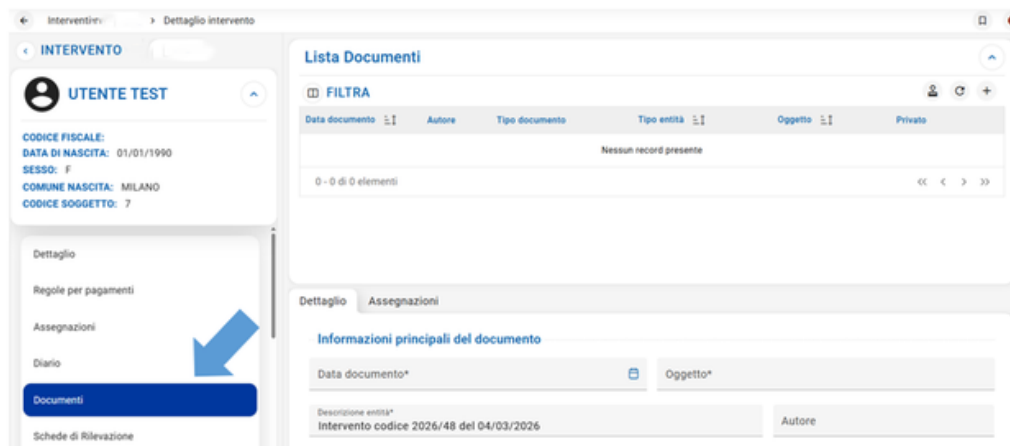 Interventi > Dettaglio intervento
INTERVENTO
UTENTE TEST
CODICE FISCALE:
DATA DI NASCITA: 01/01/1990
SESSO: F
COMUNE NASCITA: MILANO
CODICE SOGGETTO: 7
Dettaglio
Regole per pagamenti
Assegnazioni
Diario
Documenti
Schede di Rilevazione
Lista Documenti
FILTRA
Data documento Autore Tipo documento Tipo entità Oggetto Privato
Nessun record presente
0 - 0 di 0 elementi
Dettaglio Assegnazioni
Informazioni principali del documento
Data documento* Oggetto*
Descrizione entità*
Intervento codice 2026/48 del 04/03/2026
Autore